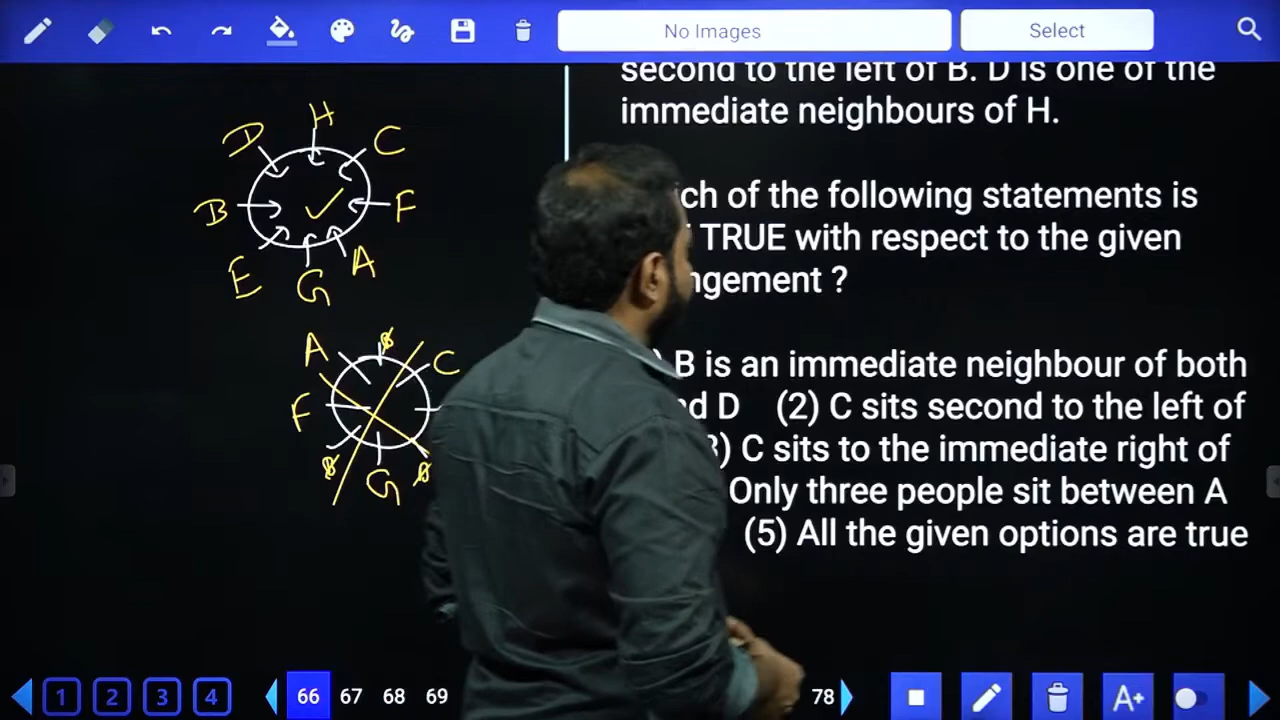 No Images
Select
second to the left of B. D is one of the
immediate neighbours of H.
of the following statements is
TRUE with respect to the given
?
B is an immediate neighbour of both
D (2) C sits second to the left of
C sits to the immediate right of
Only three people sit between A
(5) All the given options are true
H
D
C
B
F
E
G
A
A
B
C
F
B
G
1
2
3
4
66
67
68
69
78
A+